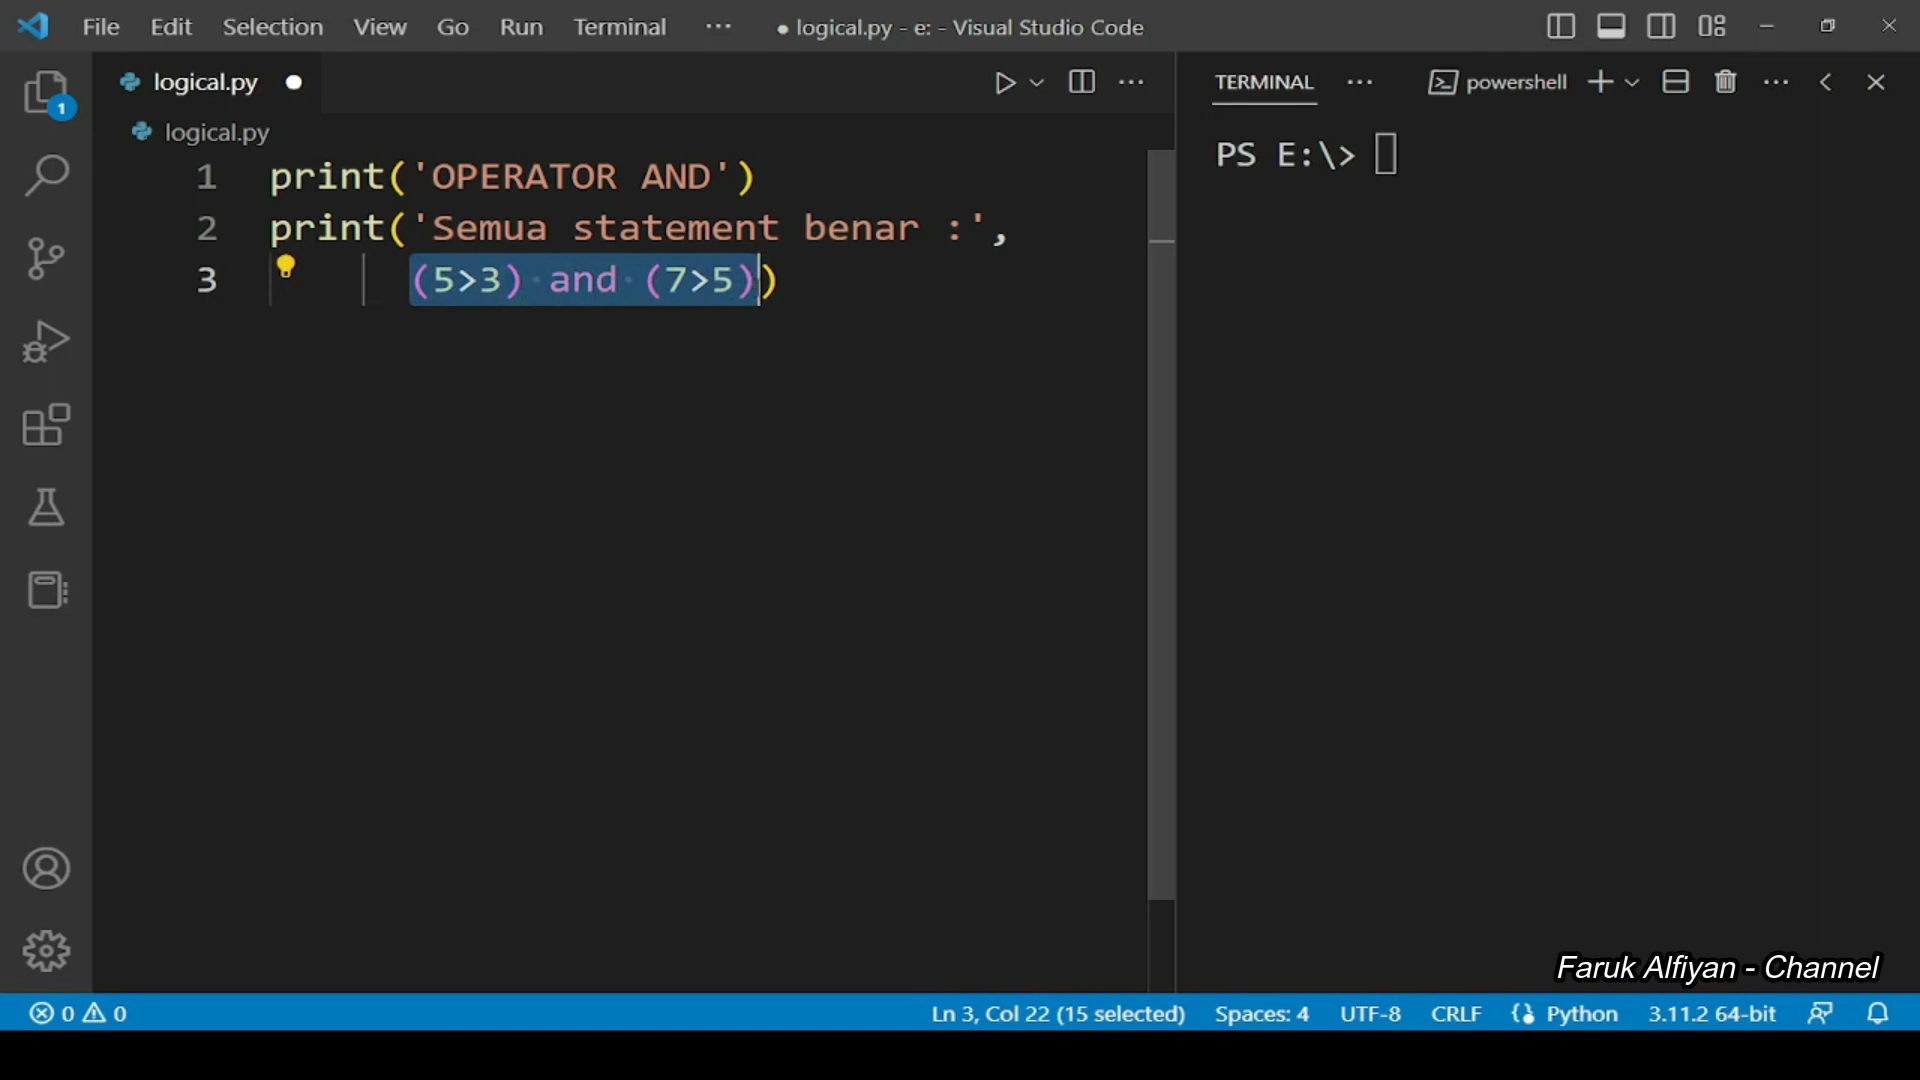 File Edit Selection View Go Run Terminal ··· ● logical.py - e: - Visual Studio Code
logical.py ●
TERMINAL ··· powershell
logical.py
1 print('OPERATOR AND')
2 print('Semua statement benar :',
3 (5>3) and (7>5))
PS E:\>
1
Faruk Alfiyan - Channel
0 0 Ln 3, Col 22 (15 selected) Spaces: 4 UTF-8 CRLF Python 3.11.2 64-bit